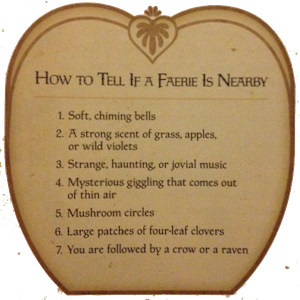 HOW TO TELL IF A FAERIE IS NEARBY
1. Soft, chiming bells
2. A strong scent of grass, apples,
or wild violets
3. Strange, haunting, or jovial music
4. Mysterious giggling that comes out
of thin air
5. Mushroom circles
6. Large patches of four-leaf clovers
7. You are followed by a crow or a raven